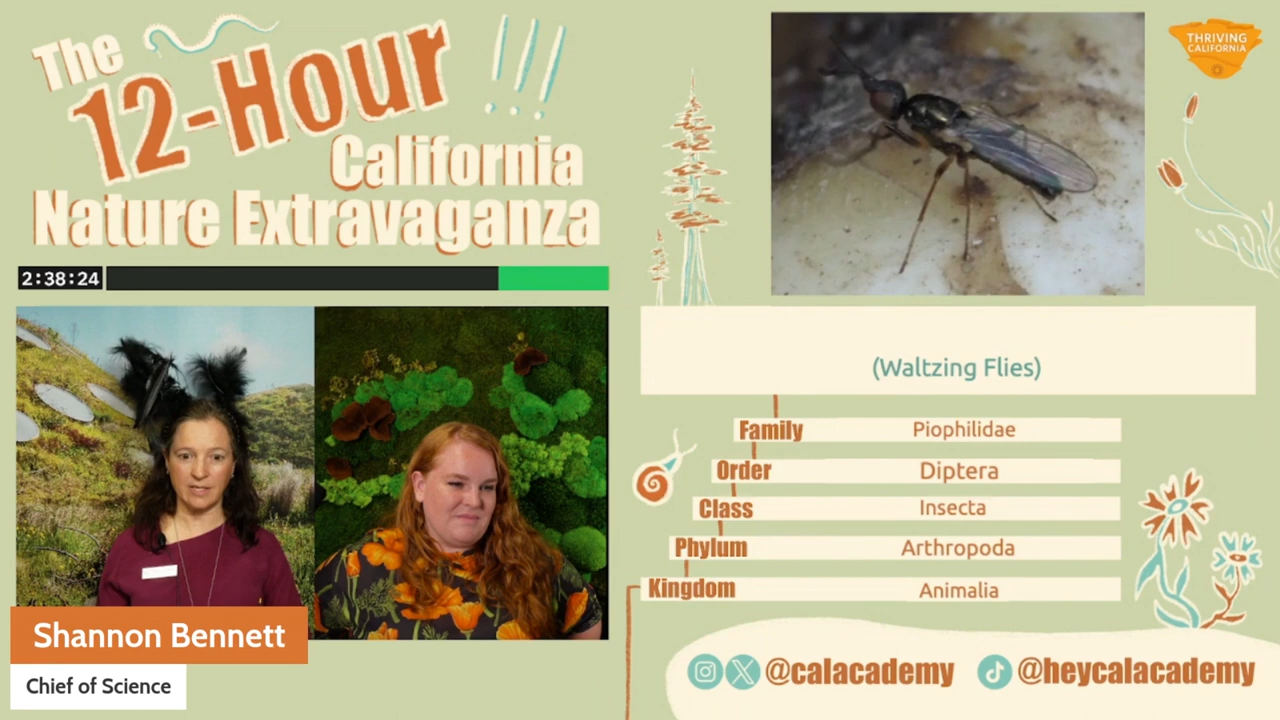 The
12-Hour
!!!
California
Nature Extravaganza
THRIVING
CALIFORNIA
2:38:24
(Waltzing Flies)
Family Piophilidae
Order Diptera
Class Insecta
Phylum Arthropoda
Kingdom Animalia
Shannon Bennett
Chief of Science
@calacademy @heycalacademy